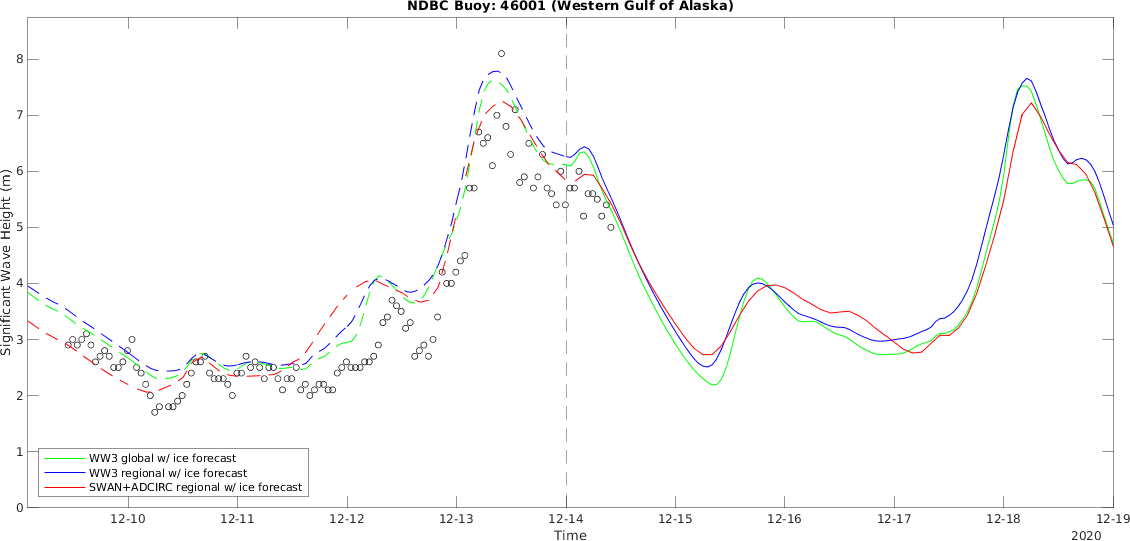 NDBC Buoy: 46001 (Western Gulf of Alaska)
Significant Wave Height (m)
8
7
6
5
4
3
2
1
0
WW3 global w/ ice forecast
WW3 regional w/ ice forecast
SWAN+ADCIRC regional w/ ice forecast
12-10 12-11 12-12 12-13 12-14 12-15 12-16 12-17 12-18 12-19
Time
2020